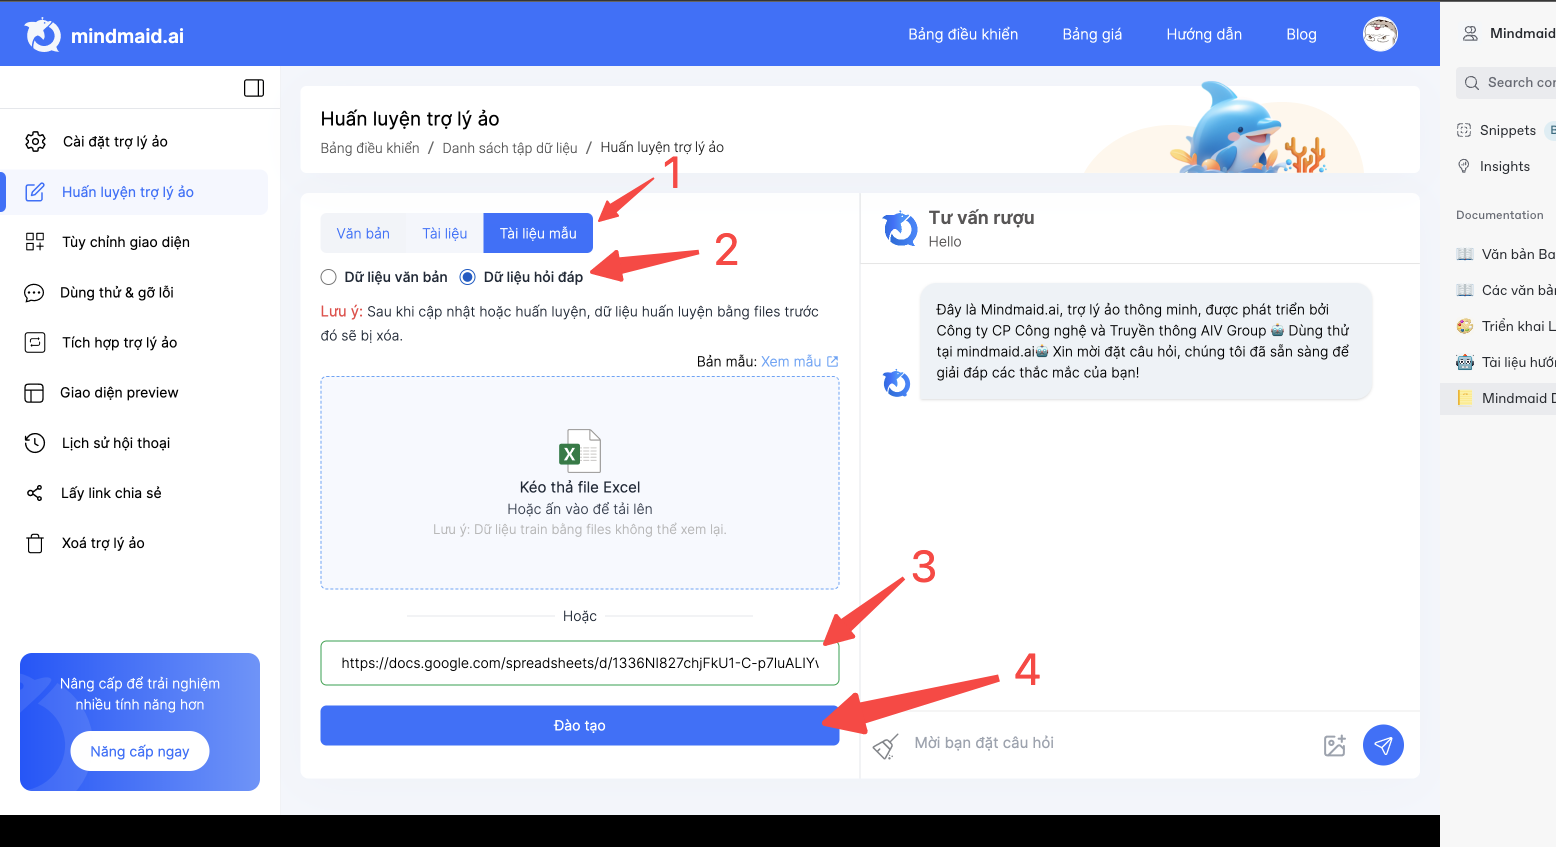 mindmaid.ai
Bảng điều khiển
Bảng giá
Hướng dẫn
Blog
Cài đặt trợ lý ảo
Huấn luyện trợ lý ảo
Tùy chỉnh giao diện
Dùng thử & gỡ lỗi
Tích hợp trợ lý ảo
Giao diện preview
Lịch sử hội thoại
Lấy link chia sẻ
Xoá trợ lý ảo
Nâng cấp để trải nghiệm
nhiều tính năng hơn
Nâng cấp ngay
Huấn luyện trợ lý ảo
Bảng điều khiển / Danh sách tập dữ liệu / Huấn luyện trợ lý ảo
1
Văn bản Tài liệu Tài liệu mẫu
2
Dữ liệu văn bản Dữ liệu hỏi đáp
Lưu ý: Sau khi cập nhật hoặc huấn luyện, dữ liệu huấn luyện bằng files trước
đó sẽ bị xóa.
Bản mẫu: Xem mẫu
X
Kéo thả file Excel
Hoặc ấn vào để tải lên
Lưu ý: Dữ liệu train bằng files không thể xem lại.
3
Hoặc
https://docs.google.com/spreadsheets/d/1336NI827chjFkU1-C-p7luALIY
4
Đào tạo
Tư vấn rượu
Hello
Đây là Mindmaid.ai, trợ lý ảo thông minh, được phát triển bởi
Công ty CP Công nghệ và Truyền thông AIV Group 🤖 Dùng thử
tại mindmaid.ai🤖 Xin mời đặt câu hỏi, chúng tôi đã sẵn sàng để
giải đáp các thắc mắc của bạn!
Mời bạn đặt câu hỏi
Mindmaid
Search con
Snippets
Insights
Documentation
Văn bản Ba
Các văn bản
Triển khai L
Tài liệu hướn
Mindmaid D